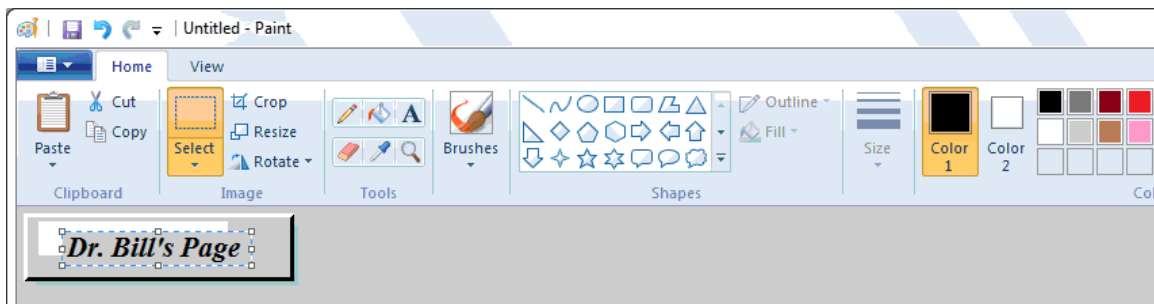 Untitled - Paint
Home View
Cut
Copy
Paste
Clipboard
Select
Crop
Resize
Rotate
Image
A
Tools
Brushes
Shapes
Outline
Fill
Size
Color 1
Color 2
Co
Dr. Bill's Page